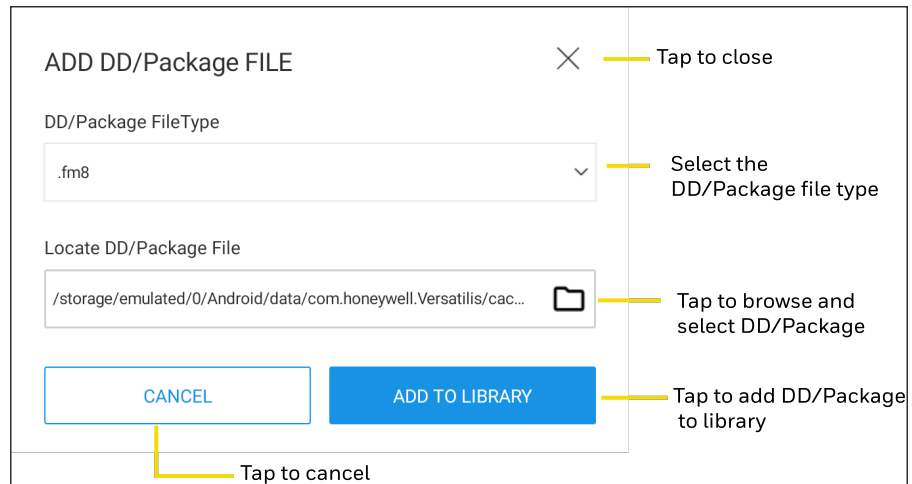 ADD DD/Package FILE
Tap to close
DD/Package FileType
.fm8
Select the
DD/Package file type
Locate DD/Package File
/storage/emulated/0/Android/data/com.honeywell.Versatilis/cac...
Tap to browse and
select DD/Package
CANCEL
ADD TO LIBRARY
Tap to add DD/Package
to library
Tap to cancel